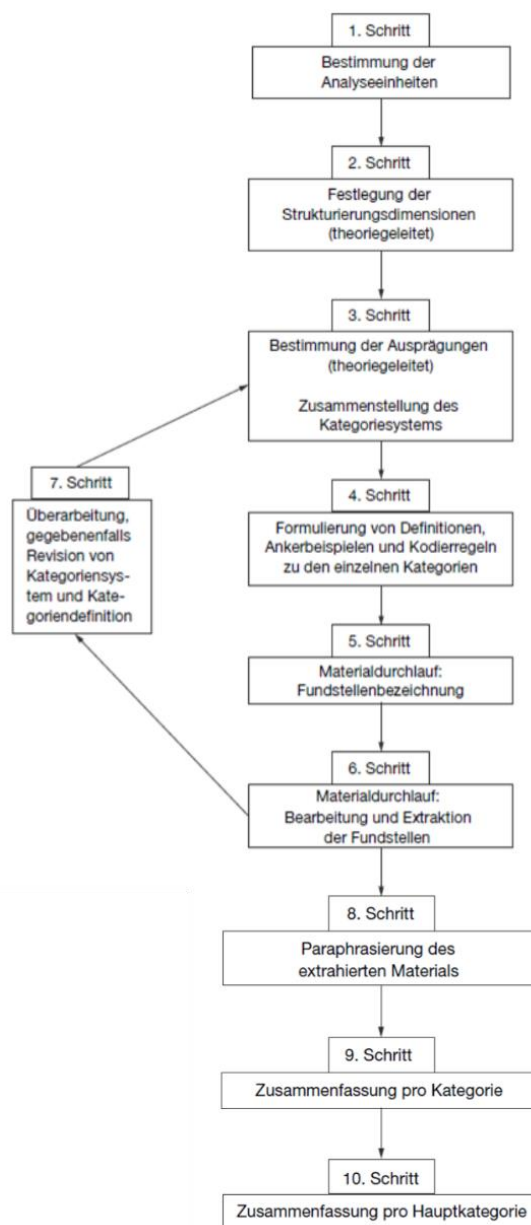 1. Schritt
Bestimmung der
Analyseeinheiten
2. Schritt
Festlegung der
Strukturierungsdimensionen
(theoriegeleitet)
3. Schritt
Bestimmung der Ausprägungen
(theoriegeleitet)
Zusammenstellung des
Kategoriesystems
7. Schritt
Überarbeitung,
gegebenenfalls
Revision von
Kategoriensys-
tem und Kate-
goriendefinition
4. Schritt
Formulierung von Definitionen,
Ankerbeispielen und Kodierregeln
zu den einzelnen Kategorien
5. Schritt
Materialdurchlauf:
Fundstellenbezeichnung
6. Schritt
Materialdurchlauf:
Bearbeitung und Extraktion
der Fundstellen
8. Schritt
Paraphrasierung des
extrahierten Materials
9. Schritt
Zusammenfassung pro Kategorie
10. Schritt
Zusammenfassung pro Hauptkategorie